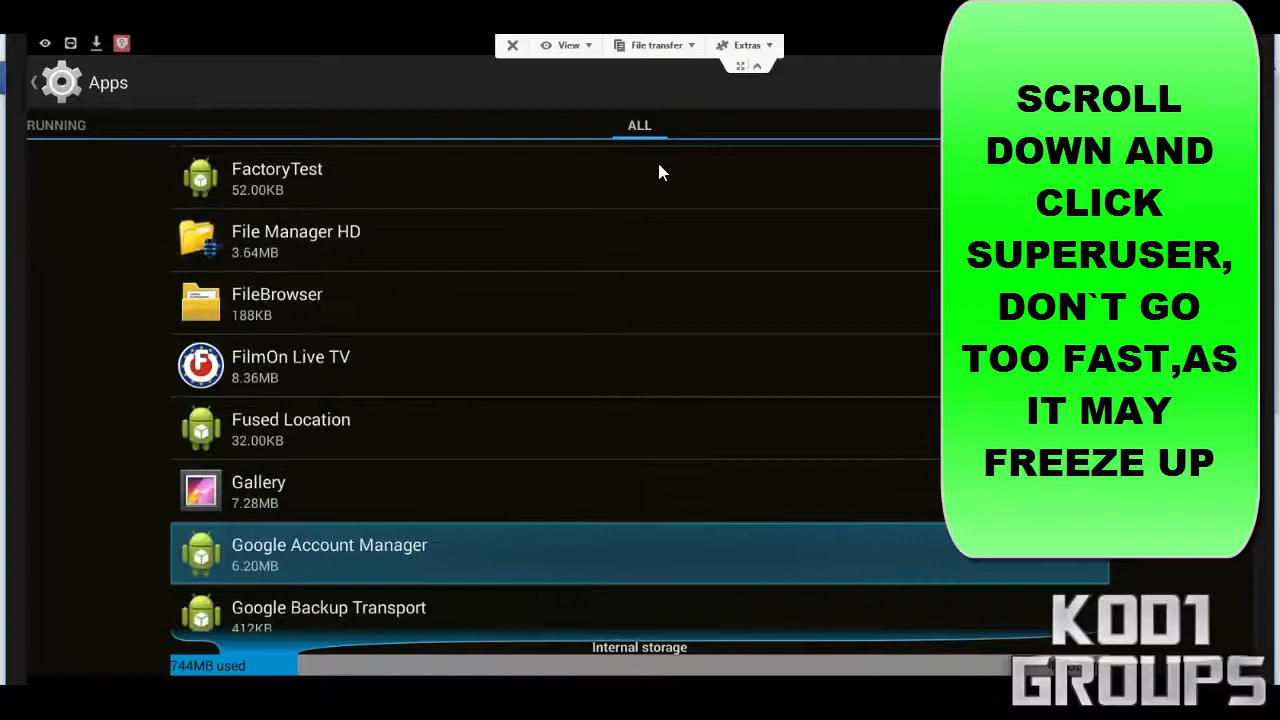 View
File transfer
Extras
Apps
RUNNING
ALL
FactoryTest
52.00KB
File Manager HD
3.64MB
FileBrowser
188KB
FilmOn Live TV
8.36MB
Fused Location
32.00KB
Gallery
7.28MB
Google Account Manager
6.20MB
Google Backup Transport
412KB
Internal storage
744MB used
SCROLL
DOWN AND
CLICK
SUPERUSER,
DON`T GO
TOO FAST,AS
IT MAY
FREEZE UP
KOD1
GROUPS